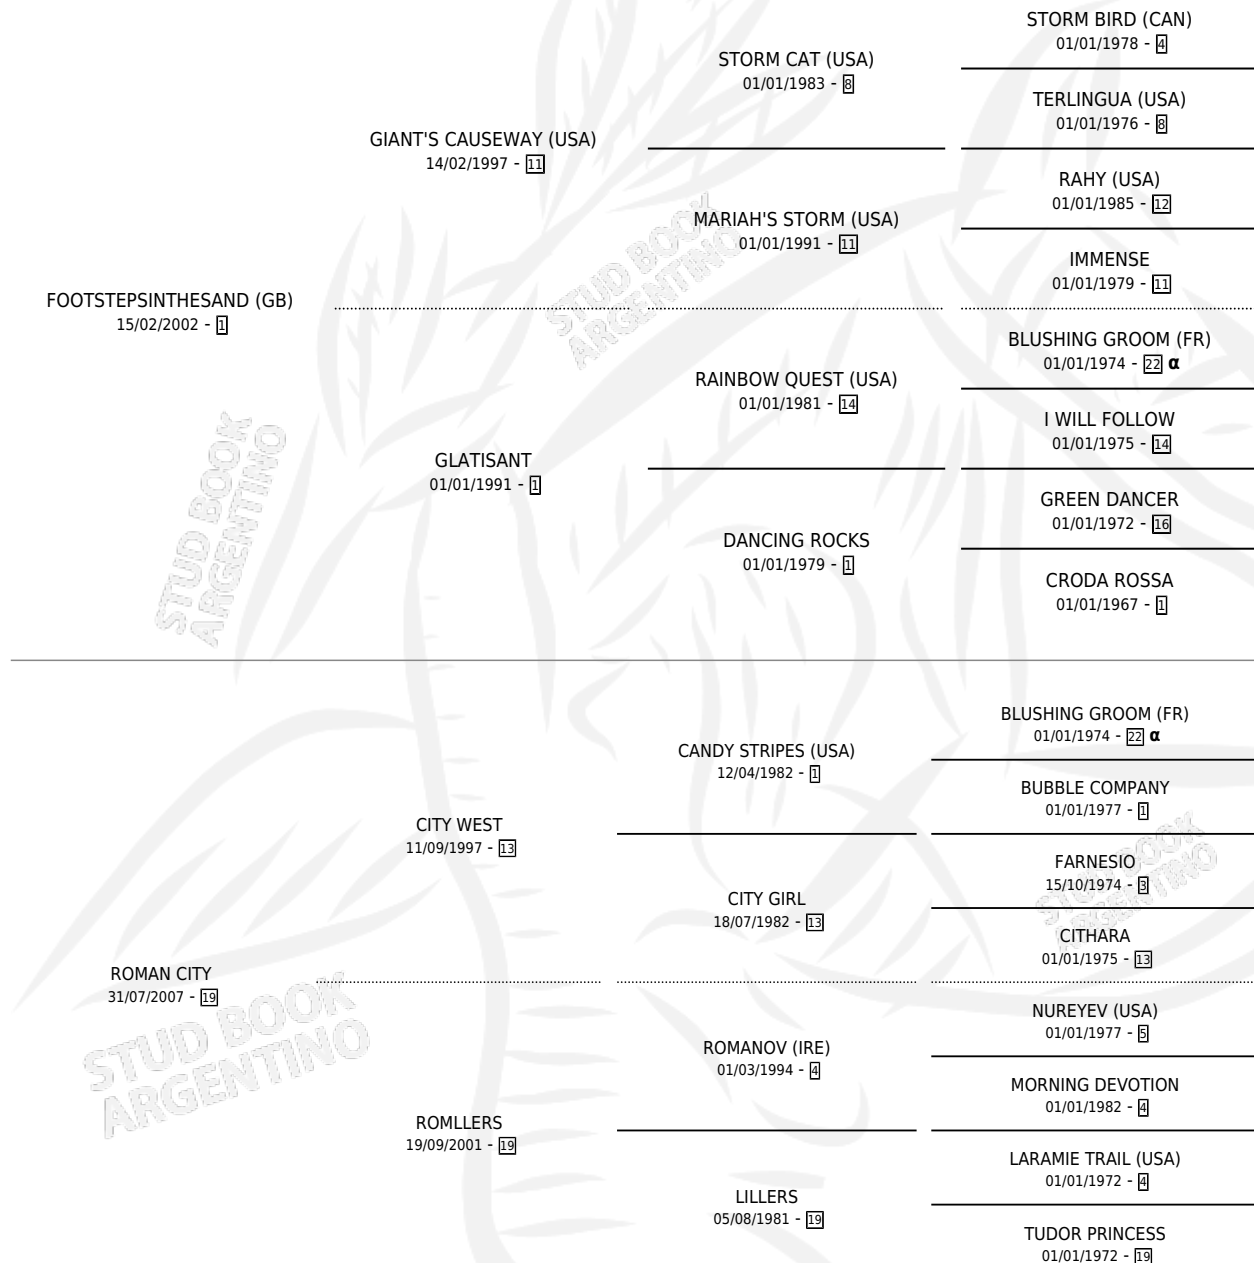 STORM BIRD (CAN)
01/01/1978 - 4
STORM CAT (USA)
01/01/1983 - 8
TERLINGUA (USA)
01/01/1976 - 8
GIANT'S CAUSEWAY (USA)
14/02/1997 - 11
RAHY (USA)
01/01/1985 - 12
MARIAH'S STORM (USA)
01/01/1991 - 11
IMMENSE
01/01/1979 - 11
FOOTSTEPSINTHESAND (GB)
15/02/2002 - 1
BLUSHING GROOM (FR)
01/01/1974 - 22 α
RAINBOW QUEST (USA)
01/01/1981 - 14
I WILL FOLLOW
01/01/1975 - 14
GLATISANT
01/01/1991 - 1
GREEN DANCER
01/01/1972 - 16
DANCING ROCKS
01/01/1979 - 1
CRODA ROSSA
01/01/1967 - 1
BLUSHING GROOM (FR)
01/01/1974 - 22 α
CANDY STRIPES (USA)
12/04/1982 - 1
BUBBLE COMPANY
01/01/1977 - 1
CITY WEST
11/09/1997 - 13
FARNESIO
15/10/1974 - 3
CITY GIRL
18/07/1982 - 13
CITHARA
01/01/1975 - 13
ROMAN CITY
31/07/2007 - 19
NUREYEV (USA)
01/01/1977 - 5
ROMANOV (IRE)
01/03/1994 - 4
MORNING DEVOTION
01/01/1982 - 4
ROMLLERS
19/09/2001 - 19
LARAMIE TRAIL (USA)
01/01/1972 - 4
LILLERS
05/08/1981 - 19
TUDOR PRINCESS
01/01/1972 - 19
STUD BOOK
ARGENTINO
STUD BOOK
ARGENTINO
STUD BOOK
ARGENTINO
STUD BOOK
ARGENTINO